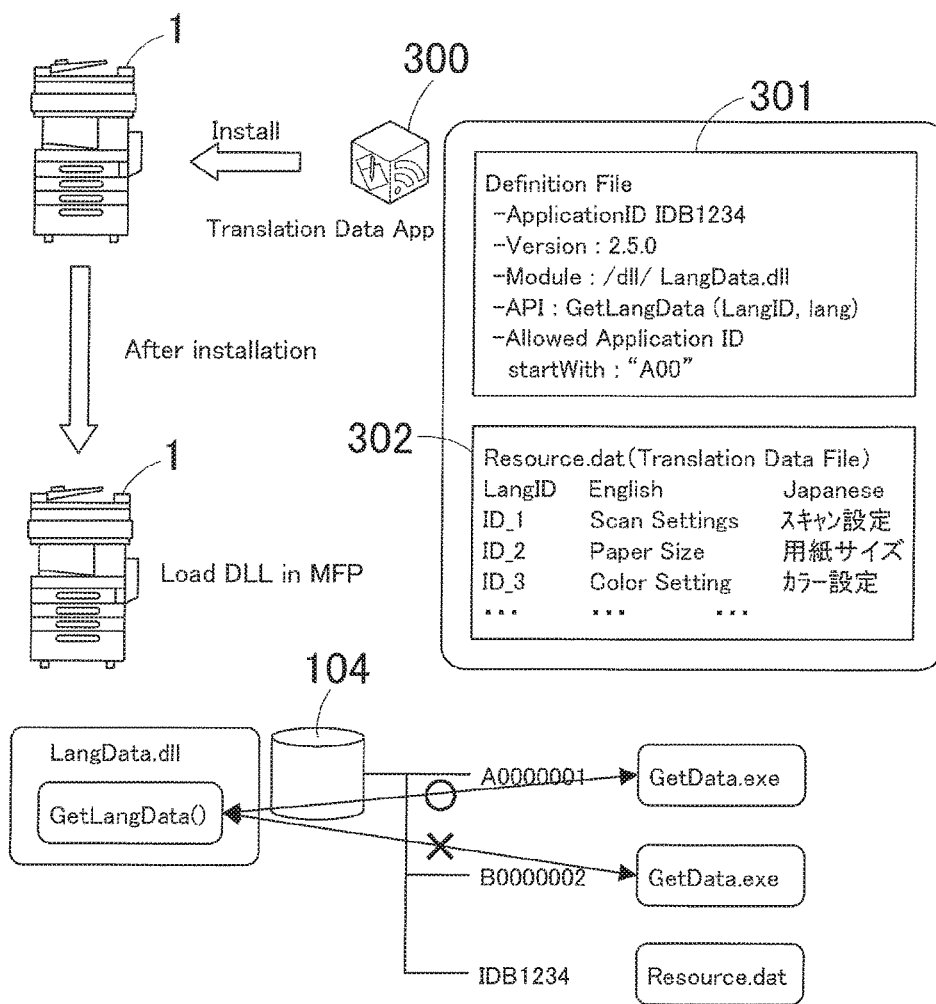 1
300
301
Install
Translation Data App
Definition File
-ApplicationID IDB1234
-Version : 2.5.0
-Module : /dll/ LangData.dll
-API : GetLangData (LangID, lang)
-Allowed Application ID
startWith : “A00”
After installation
302
1
Resource.dat(Translation Data File)
LangID English Japanese
ID_1 Scan Settings スキャン設定
ID_2 Paper Size 用紙サイズ
ID_3 Color Setting カラー設定
... ... ...
Load DLL in MFP
104
LangData.dll
GetLangData()
A0000001
GetData.exe
B0000002
GetData.exe
IDB1234
Resource.dat